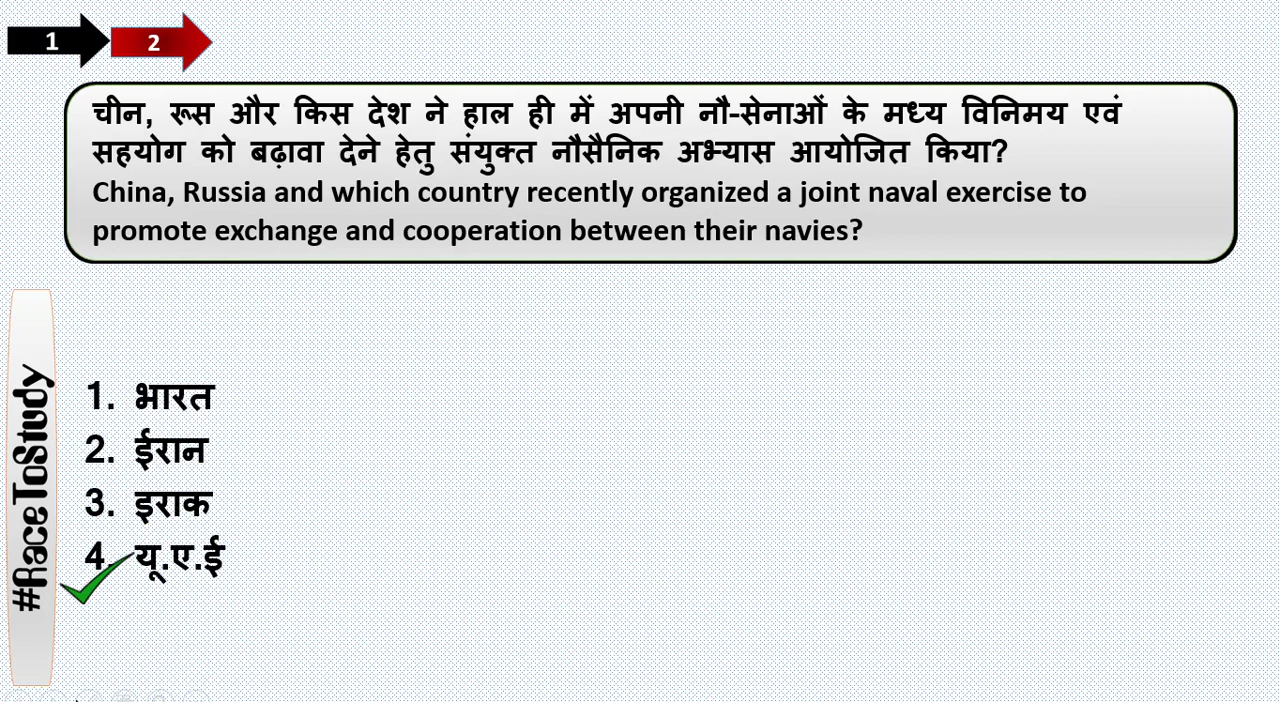 1
2
चीन, रूस और किस देश ने हाल ही में अपनी नौ-सेनाओं के मध्य विनिमय एवं
सहयोग को बढ़ावा देने हेतु संयुक्त नौसैनिक अभ्यास आयोजित किया?
China, Russia and which country recently organized a joint naval exercise to
promote exchange and cooperation between their navies?
#RaceToStudy
1. भारत
2. ईरान
3. इराक
4. यू.ए.ई